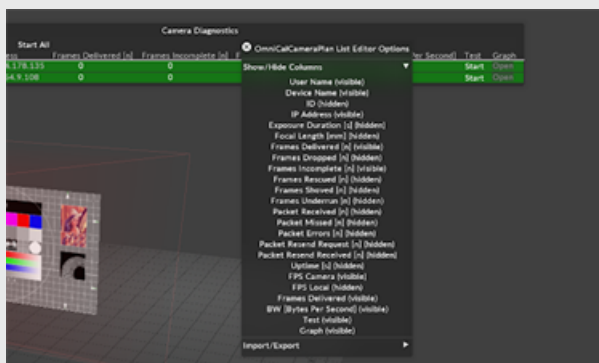 Camera Diagnostics
Start All
ess Frames Delivered [n] Frames Incomplete [n] F Per Second] Test Graph
4.178.135 0 0 Start Open
54.9.108 0 0 Start Open
OmniCalCameraPlan List Editor Options
Show/Hide Columns
User Name (visible)
Device Name (visible)
ID (hidden)
IP Address (visible)
Exposure Duration [s] (hidden)
Focal Length [mm] (hidden)
Frames Delivered [n] (visible)
Frames Dropped [n] (hidden)
Frames Incomplete [n] (visible)
Frames Rescued [n] (hidden)
Frames Shoved [n] (hidden)
Frames Underrun [n] (hidden)
Packet Received [n] (hidden)
Packet Missed [n] (hidden)
Packet Errors [n] (hidden)
Packet Resend Request [n] (hidden)
Packet Resend Received [n] (hidden)
Uptime [s] (hidden)
FPS Camera (visible)
FPS Local (hidden)
Frames Delivered (visible)
BW [Bytes Per Second] (visible)
Test (visible)
Graph (visible)
Import/Export